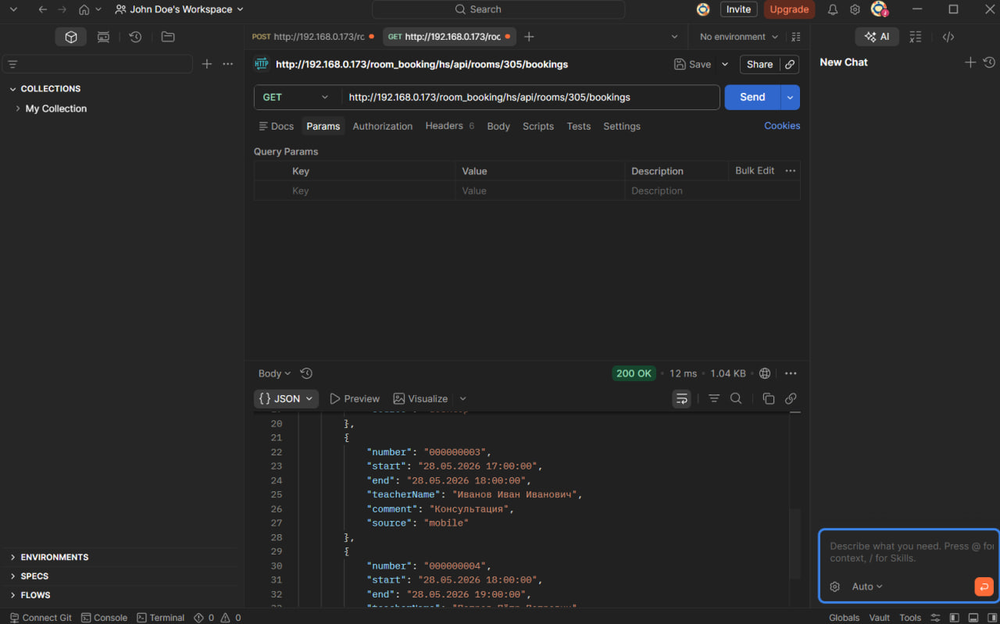 John Doe's Workspace
Search
Invite
Upgrade
POST http://192.168.0.173/rc
GET http://192.168.0.173/roc
No environment
AI
http://192.168.0.173/room_booking/hs/api/rooms/305/bookings
Save
Share
New Chat
COLLECTIONS
My Collection
GET
http://192.168.0.173/room_booking/hs/api/rooms/305/bookings
Send
Docs Params Authorization Headers 6 Body Scripts Tests Settings
Cookies
Query Params
Key Value Description Bulk Edit
Key Value Description
Body
200 OK 12 ms 1.04 KB
{} JSON Preview Visualize
20 },
21 {
22 "number": "000000003",
23 "start": "28.05.2026 17:00:00",
24 "end": "28.05.2026 18:00:00",
25 "teacherName": "Иванов Иван Иванович",
26 "comment": "Консультация",
27 "source": "mobile"
28 },
29 {
30 "number": "000000004",
31 "start": "28.05.2026 18:00:00",
32 "end": "28.05.2026 19:00:00",
Describe what you need. Press @ for
context, / for Skills.
Auto
ENVIRONMENTS
SPECS
FLOWS
Connect Git Console Terminal 0 0
Globals Vault Tools